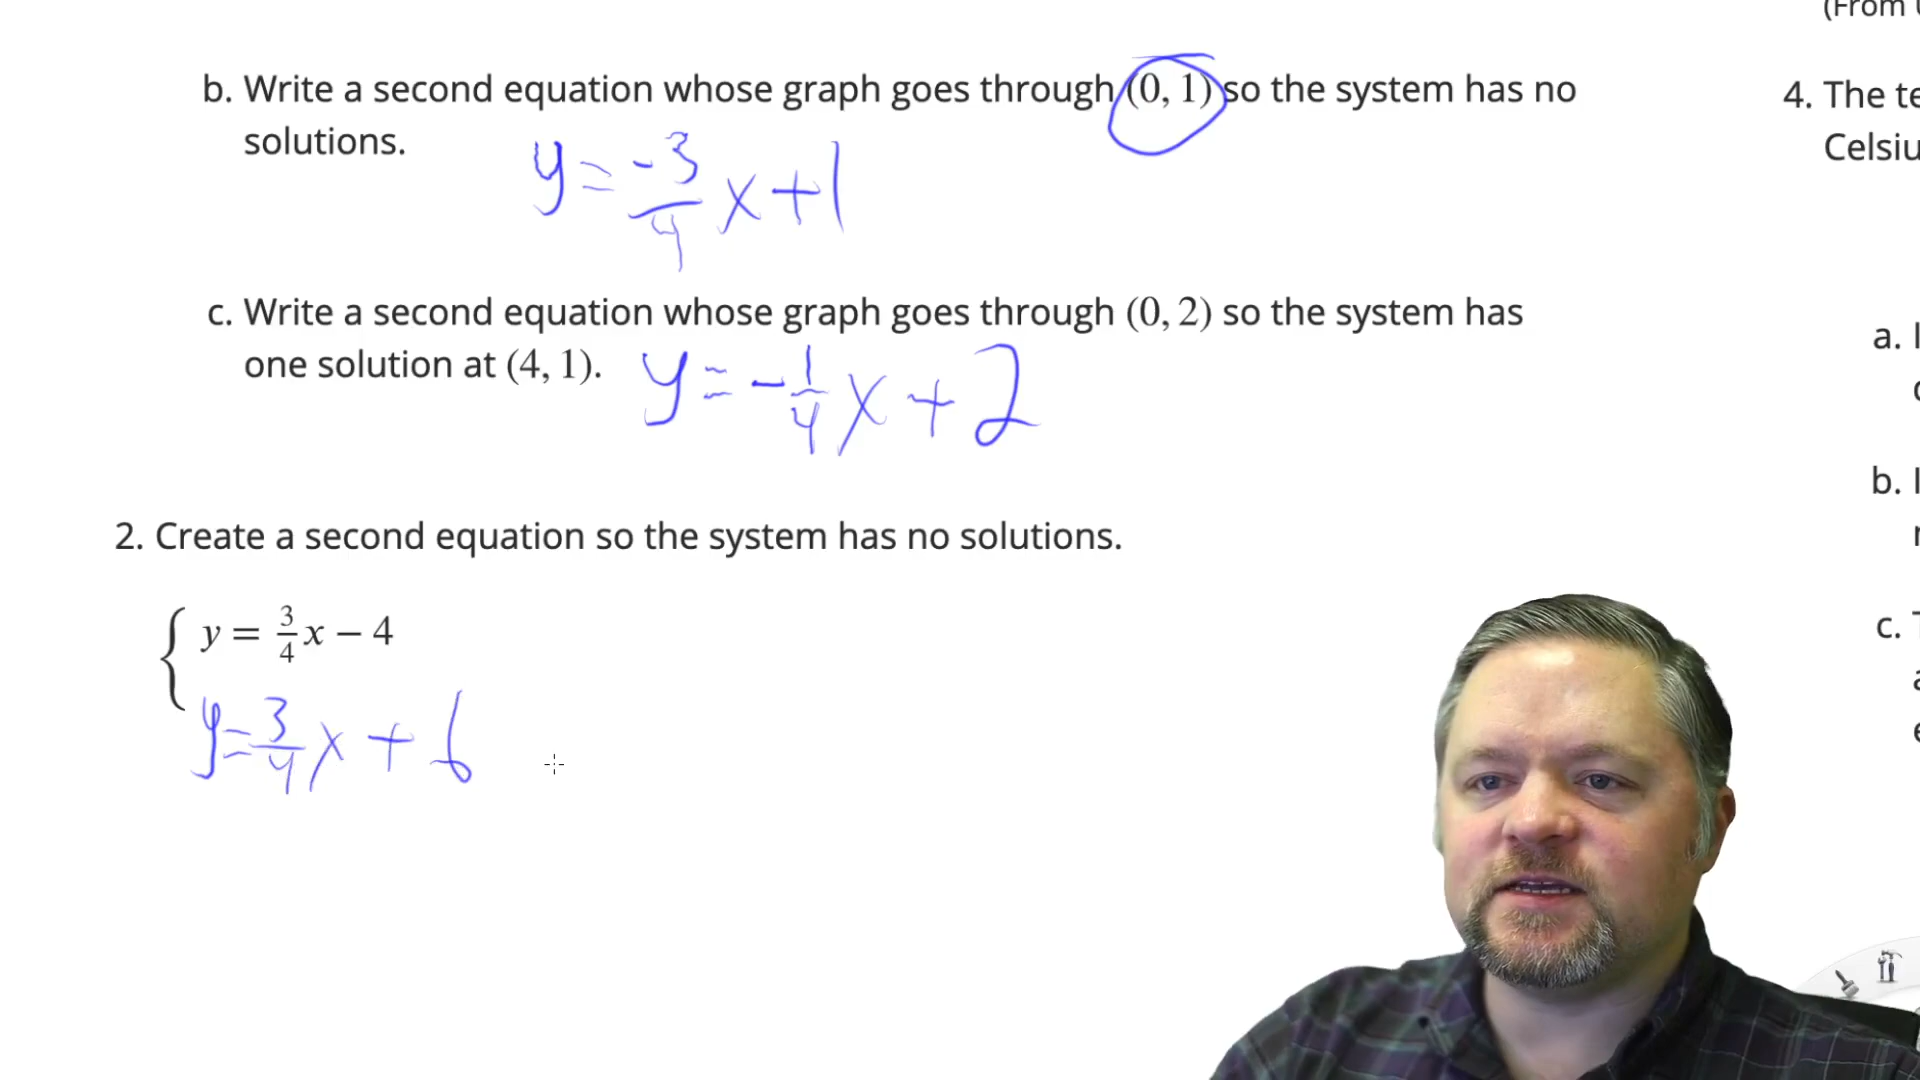 (From
b. Write a second equation whose graph goes through (0, 1) so the system has no
solutions.
y = -3/4 x + 1
c. Write a second equation whose graph goes through (0, 2) so the system has
one solution at (4, 1).
y = -1/4 x + 2
2. Create a second equation so the system has no solutions.
y = 3/4 x − 4
y = 3/4 x + 6
4. The te
Celsiu
a.
b.
c.